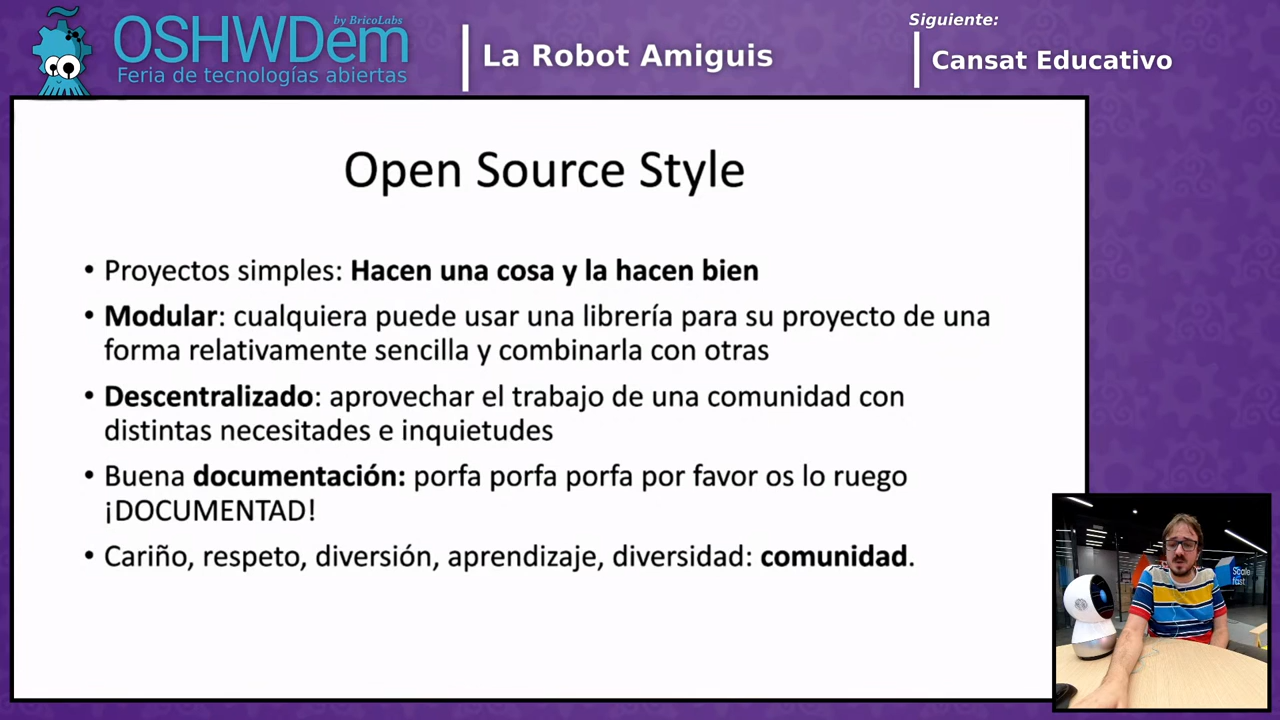 by BricoLabs
OSHWDem
Feria de tecnologías abiertas
La Robot Amiguis
Siguiente:
Cansat Educativo
Open Source Style
• Proyectos simples: Hacen una cosa y la hacen bien
• Modular: cualquiera puede usar una librería para su proyecto de una
forma relativamente sencilla y combinarla con otras
• Descentralizado: aprovechar el trabajo de una comunidad con
distintas necesitades e inquietudes
• Buena documentación: porfa porfa porfa por favor os lo ruego
¡DOCUMENTAD!
• Cariño, respeto, diversión, aprendizaje, diversidad: comunidad.
Scale
fast